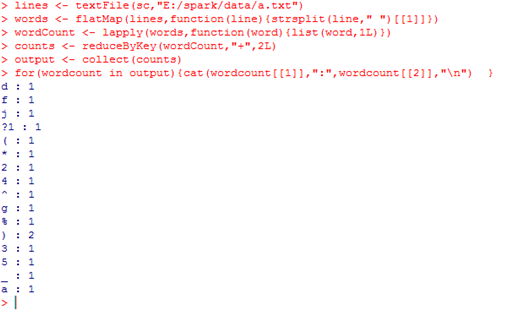 > lines <- textFile(sc,"E:/spark/data/a.txt")
> words <- flatMap(lines,function(line){strsplit(line," ")[[1]]})
> wordCount <- lapply(words,function(word){list(word,1L)})
> counts <- reduceByKey(wordCount,"+",2L)
> output <- collect(counts)
> for(wordcount in output){cat(wordcount[[1]],":",wordcount[[2]],"\n")  }
d : 1
f : 1
j : 1
?1 : 1
( : 1
* : 1
2 : 1
4 : 1
^ : 1
g : 1
% : 1
) : 2
3 : 1
5 : 1
_ : 1
a : 1
>